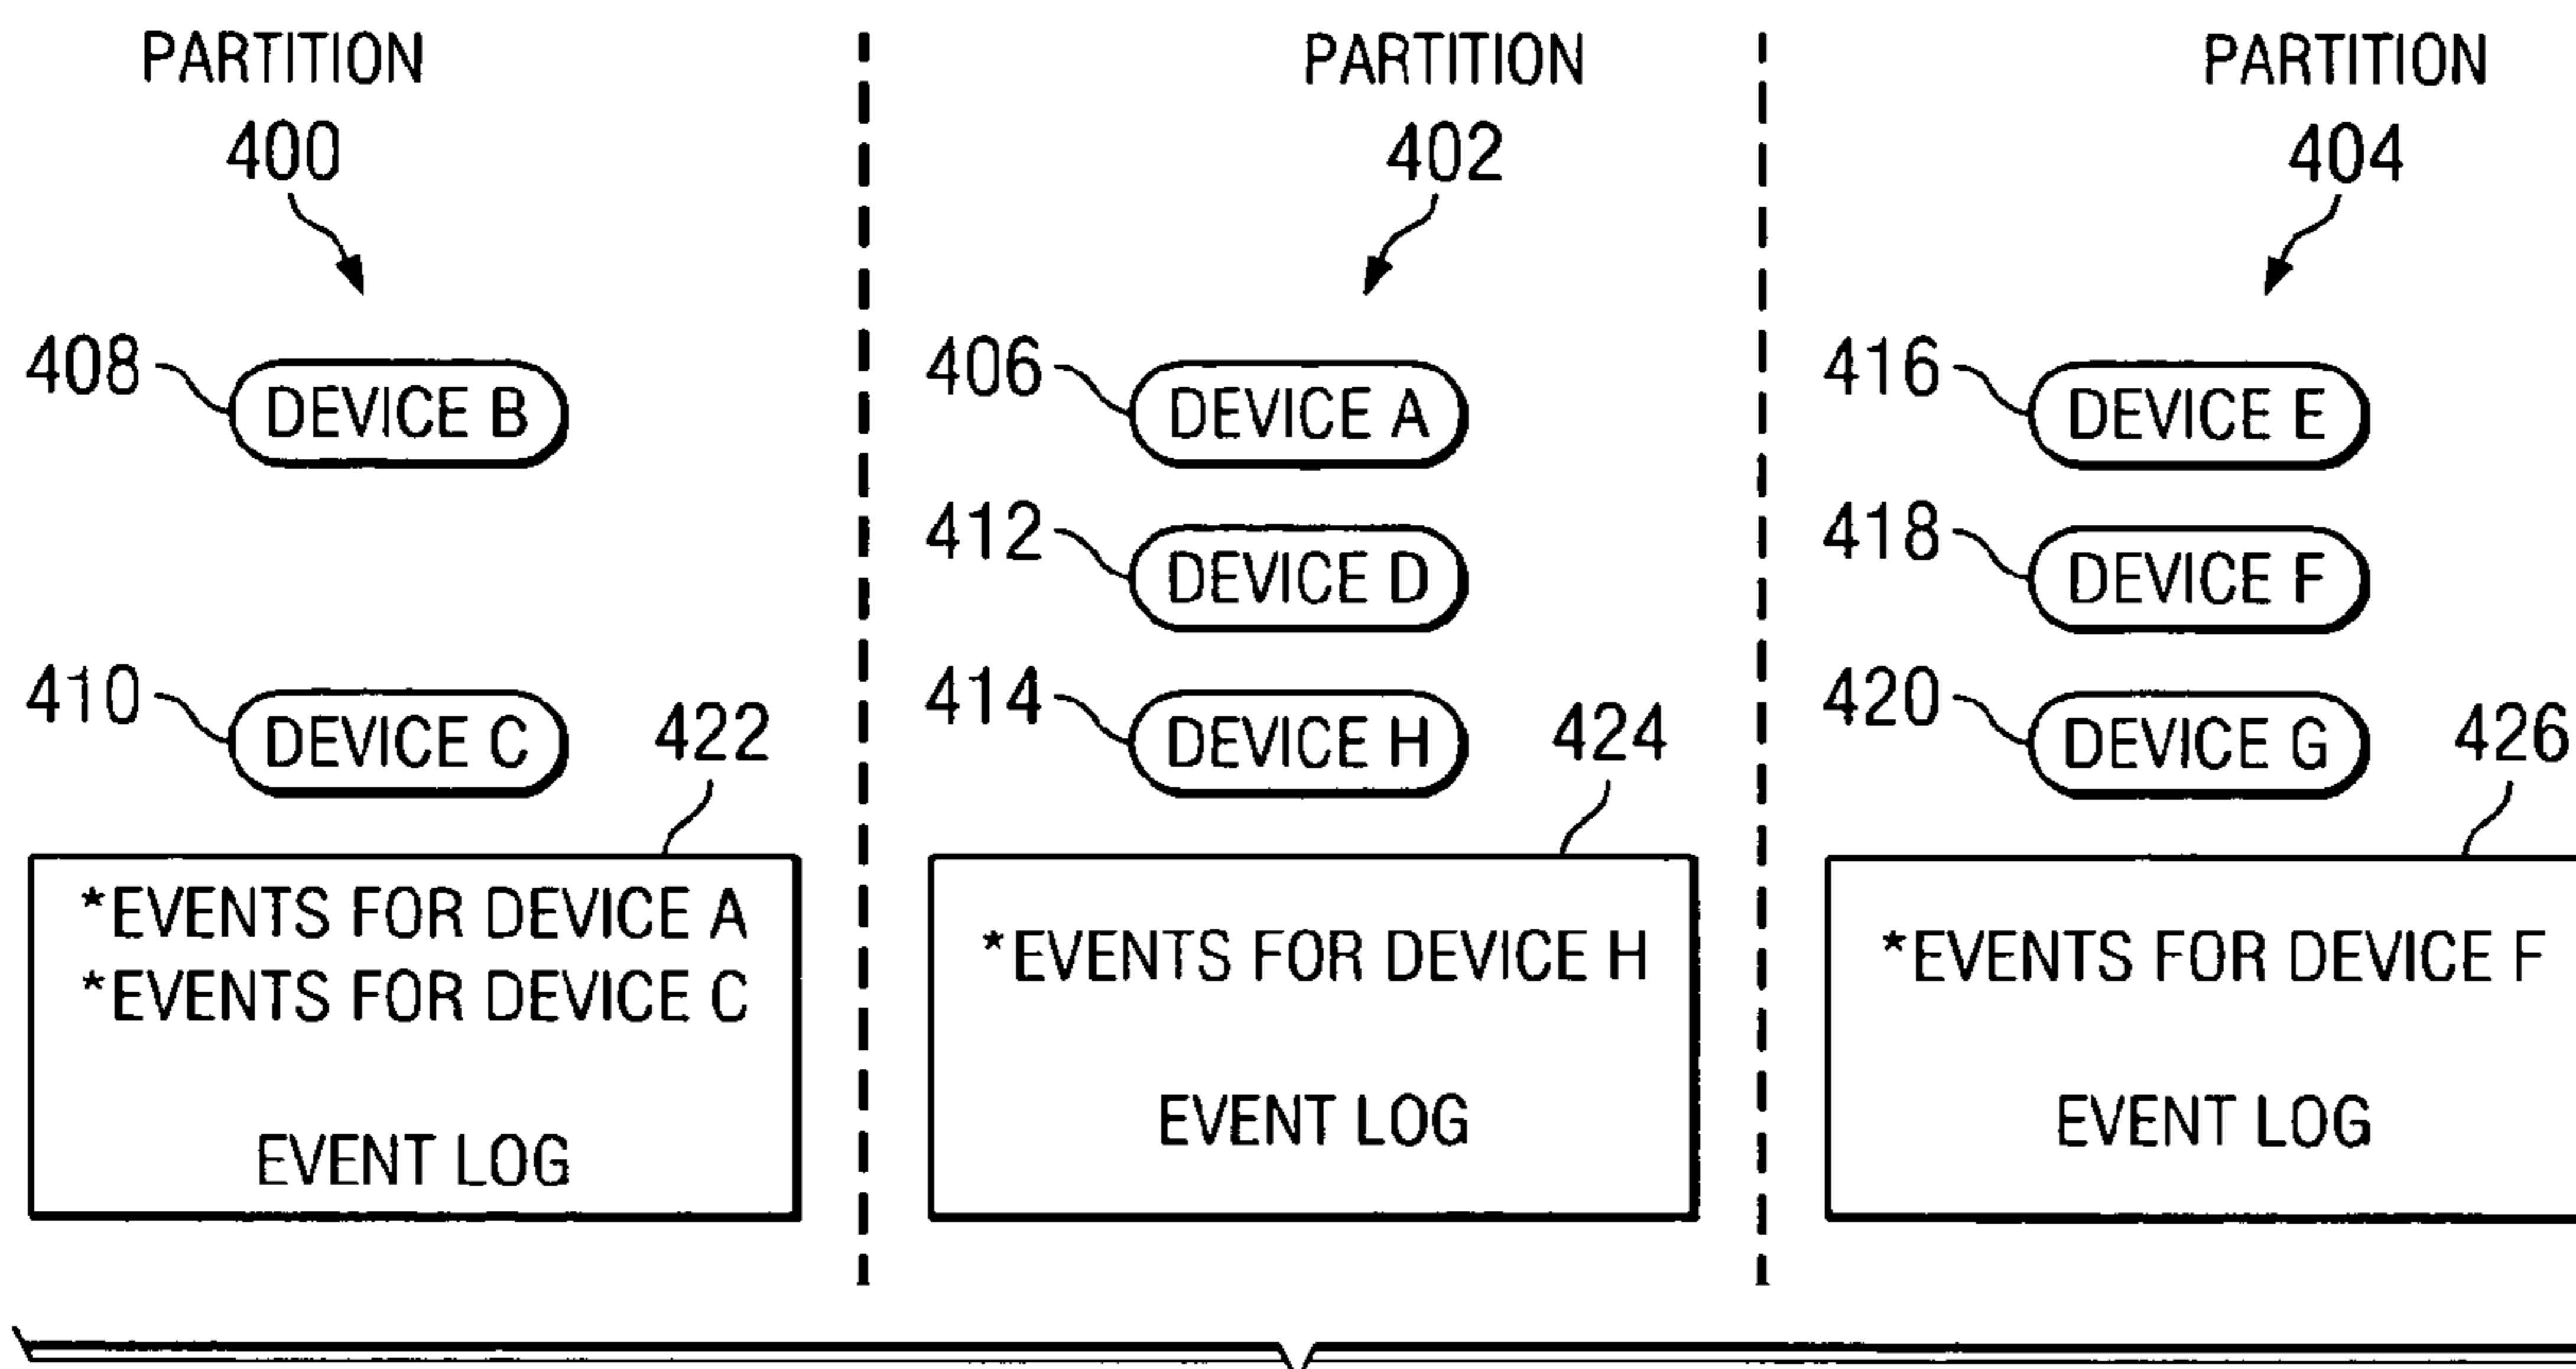 PARTITION
400
408
DEVICE B
410
DEVICE C
422
*EVENTS FOR DEVICE A
*EVENTS FOR DEVICE C
EVENT LOG
PARTITION
402
406
DEVICE A
412
DEVICE D
414
DEVICE H
424
*EVENTS FOR DEVICE H
EVENT LOG
PARTITION
404
416
DEVICE E
418
DEVICE F
420
DEVICE G
426
*EVENTS FOR DEVICE F
EVENT LOG